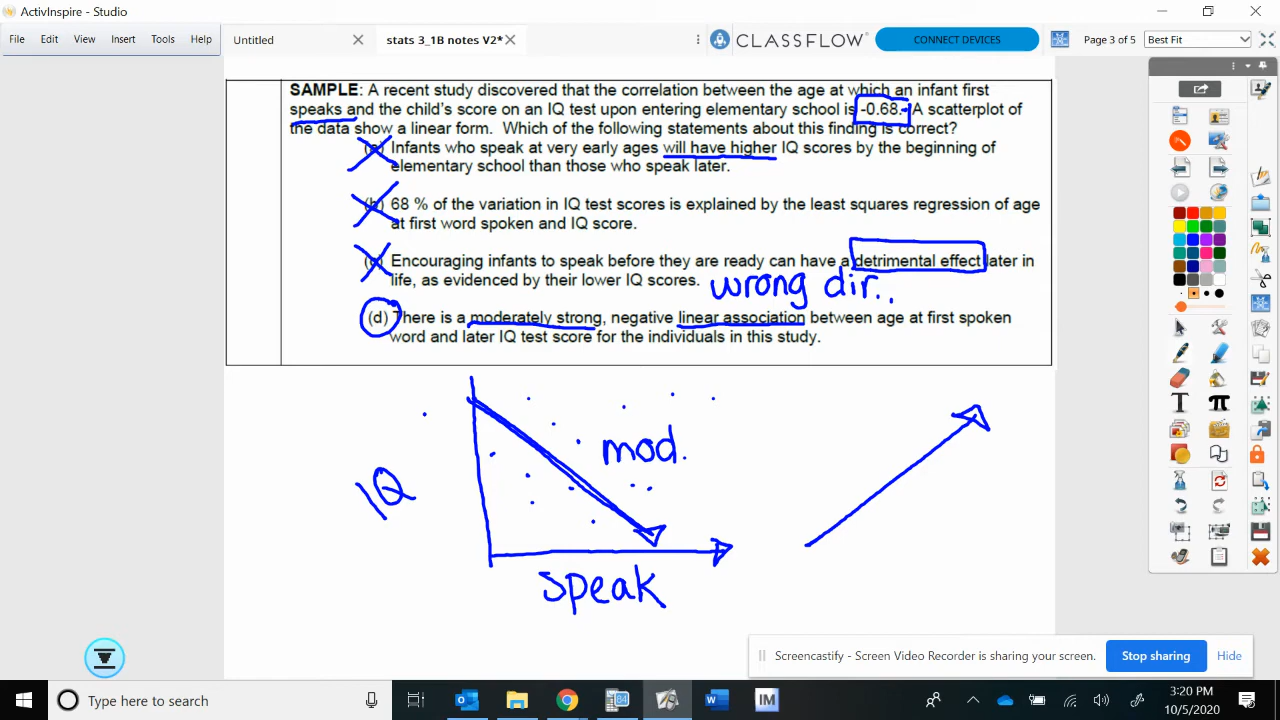 ActivInspire - Studio
File Edit View Insert Tools Help
Untitled
stats 3_1B notes V2*
CLASSFLOW
CONNECT DEVICES
Page 3 of 5
Best Fit
SAMPLE: A recent study discovered that the correlation between the age at which an infant first
speaks and the child's score on an IQ test upon entering elementary school is -0.68. A scatterplot of
the data show a linear form. Which of the following statements about this finding is correct?
(a) Infants who speak at very early ages will have higher IQ scores by the beginning of
elementary school than those who speak later.
(b) 68 % of the variation in IQ test scores is explained by the least squares regression of age
at first word spoken and IQ score.
(c) Encouraging infants to speak before they are ready can have a detrimental effect later in
life, as evidenced by their lower IQ scores.
wrong dir..
(d) There is a moderately strong, negative linear association between age at first spoken
word and later IQ test score for the individuals in this study.
mod.
IQ
speak
Screencastify - Screen Video Recorder is sharing your screen.
Stop sharing
Hide
Type here to search
3:20 PM
10/5/2020